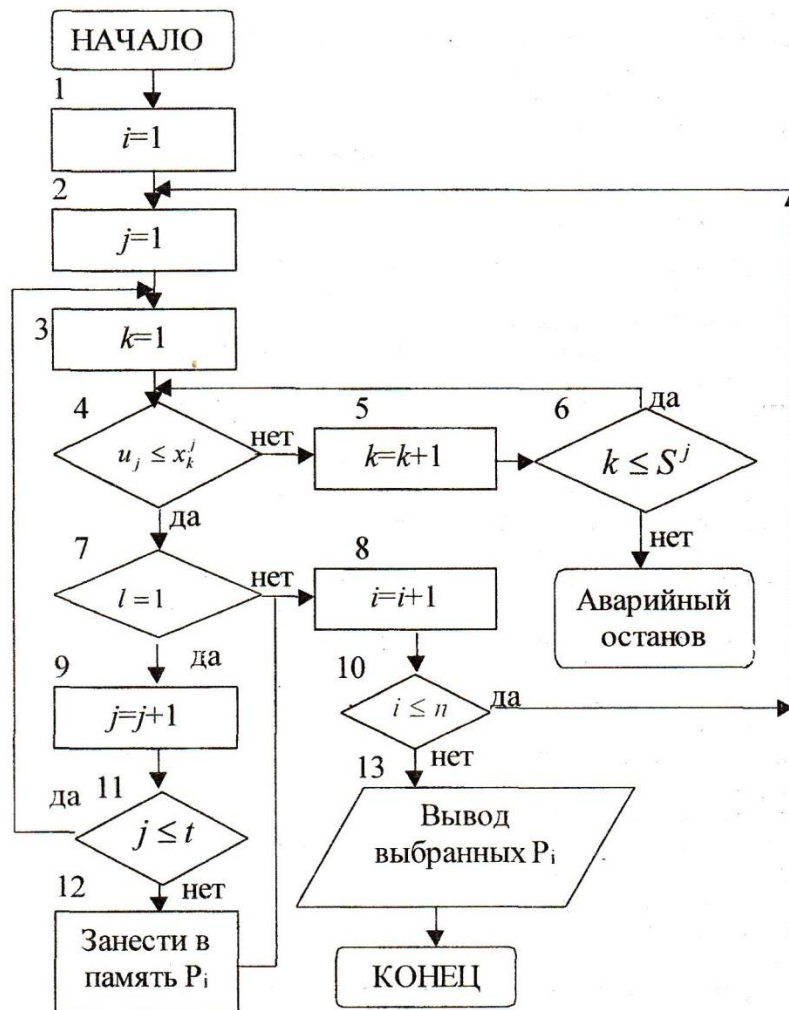 НАЧАЛО
1
i=1
2
j=1
3
k=1
4
u_j ≤ x_k^j
нет
да
5
k=k+1
6
да
k ≤ S^j
нет
Аварийный
останов
7
l = 1
нет
да
8
i=i+1
9
j=j+1
10
i ≤ n
да
нет
11
да
j ≤ t
нет
12
Занести в
память P_i
13
Вывод
выбранных P_i
КОНЕЦ